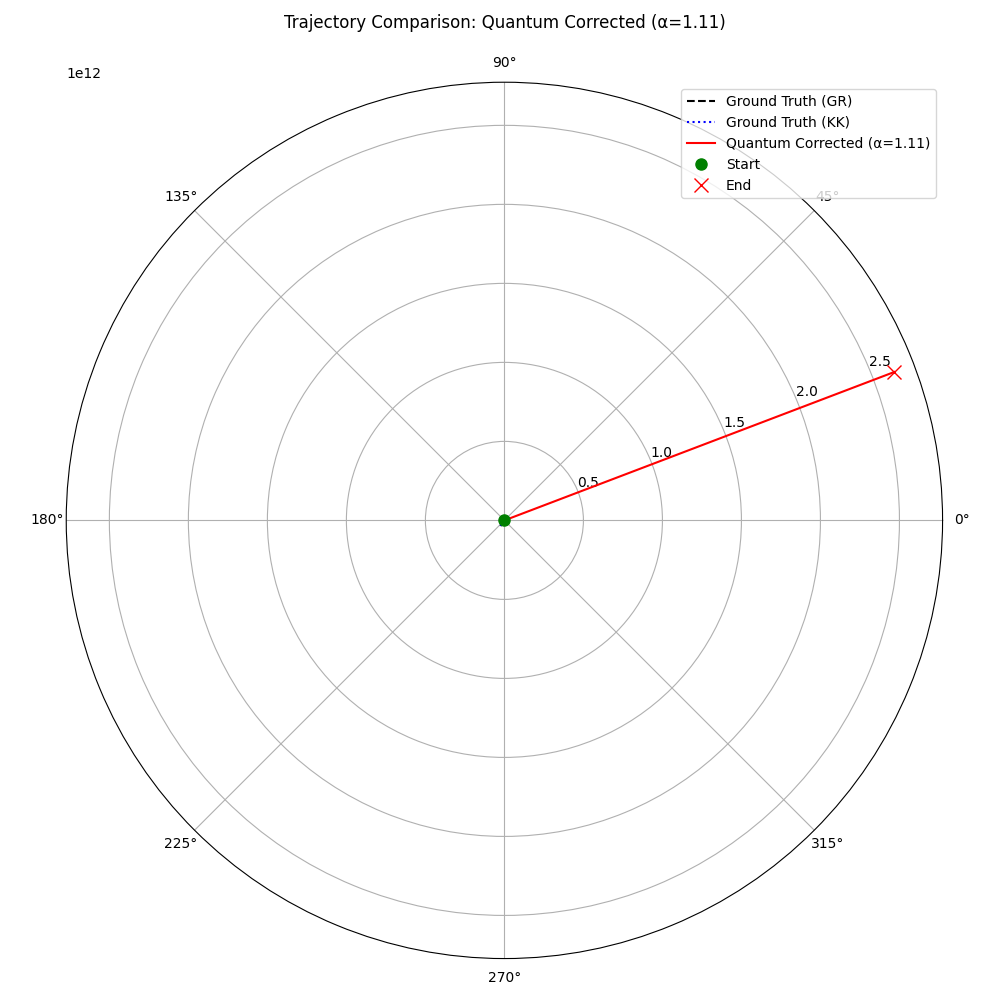 Trajectory Comparison: Quantum Corrected (α=1.11)
1e12
90°
Ground Truth (GR)
Ground Truth (KK)
Quantum Corrected (α=1.11)
Start
End
135°
45°
2.5
2.0
1.5
1.0
0.5
180°
0°
225°
315°
270°